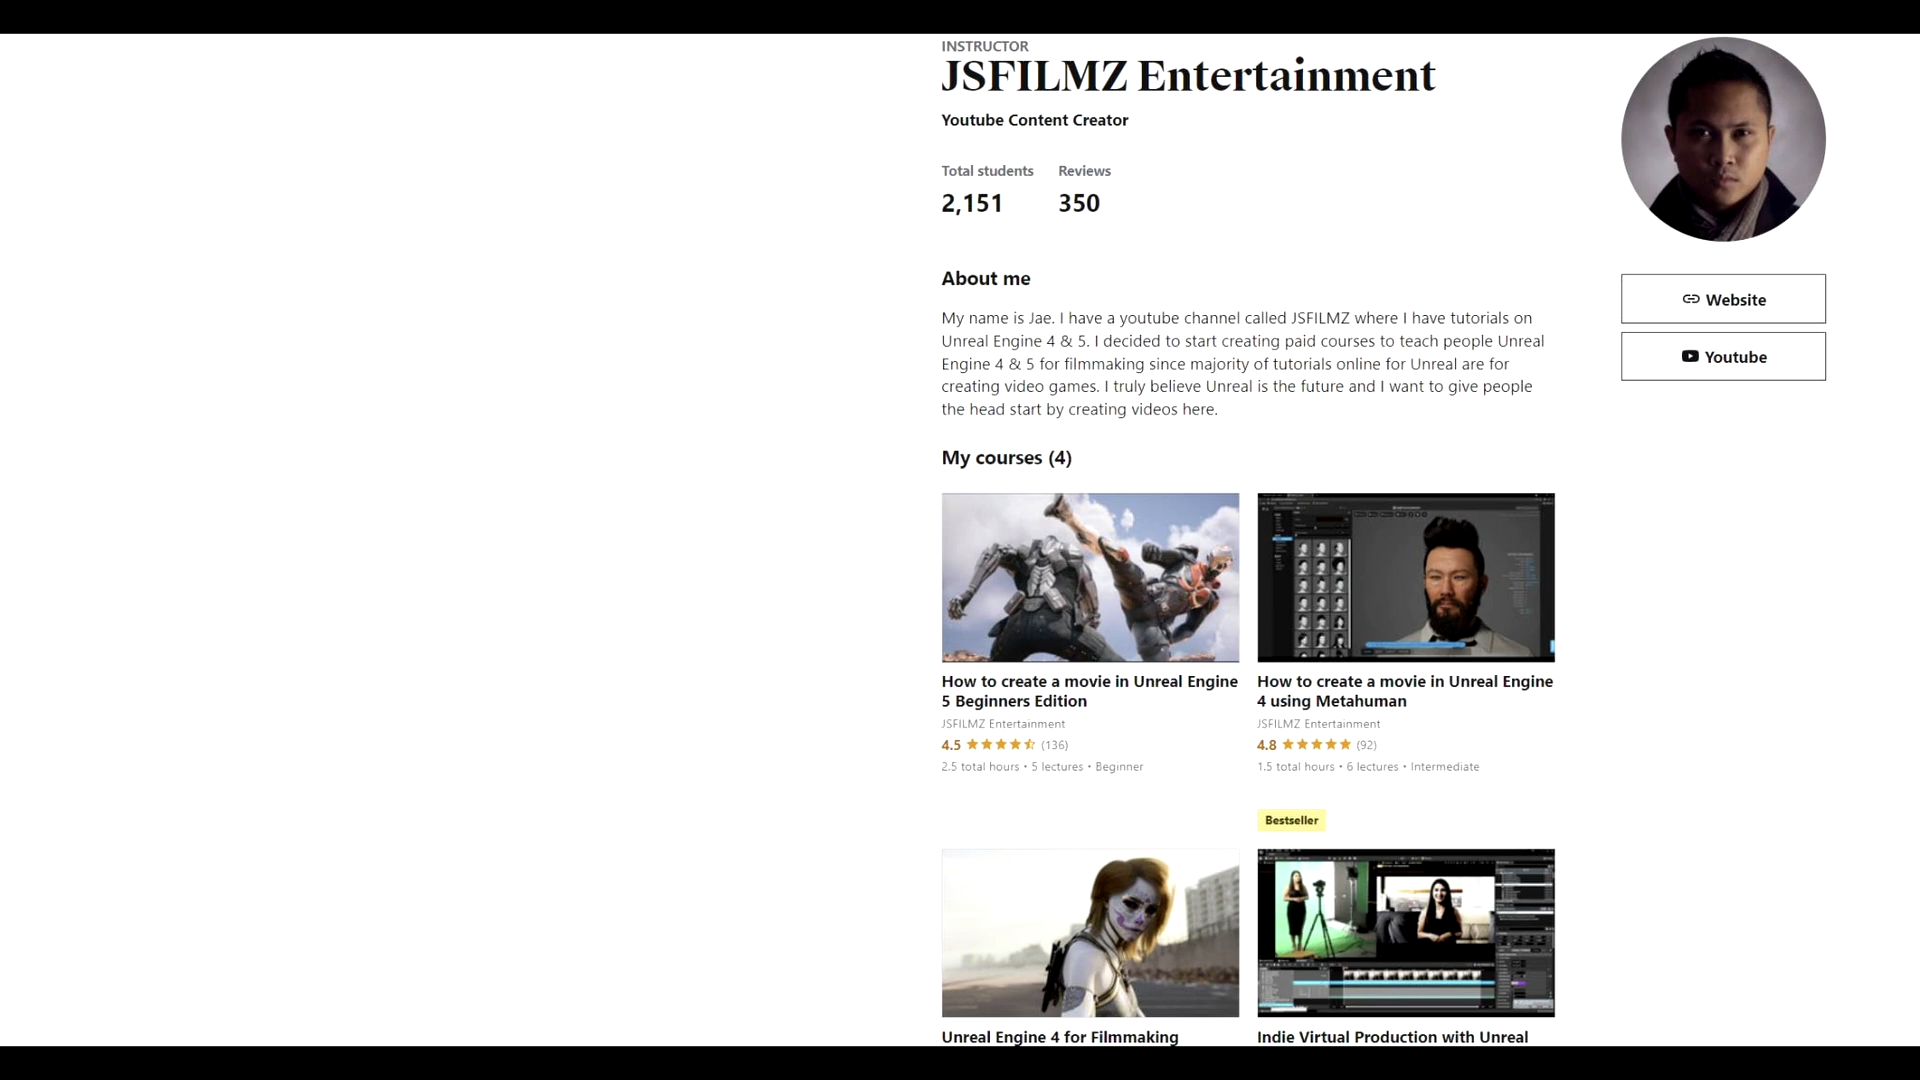 INSTRUCTOR
JSFILMZ Entertainment
Youtube Content Creator
Total students Reviews
2,151 350
About me
My name is Jae. I have a youtube channel called JSFILMZ where I have tutorials on
Unreal Engine 4 & 5. I decided to start creating paid courses to teach people Unreal
Engine 4 & 5 for filmmaking since majority of tutorials online for Unreal are for
creating video games. I truly believe Unreal is the future and I want to give people
the head start by creating videos here.
Website
Youtube
My courses (4)
How to create a movie in Unreal Engine
5 Beginners Edition
JSFILMZ Entertainment
4.5 (136)
2.5 total hours • 5 lectures • Beginner
How to create a movie in Unreal Engine
4 using Metahuman
JSFILMZ Entertainment
4.8 (92)
1.5 total hours • 6 lectures • Intermediate
Bestseller
Unreal Engine 4 for Filmmaking
Indie Virtual Production with Unreal